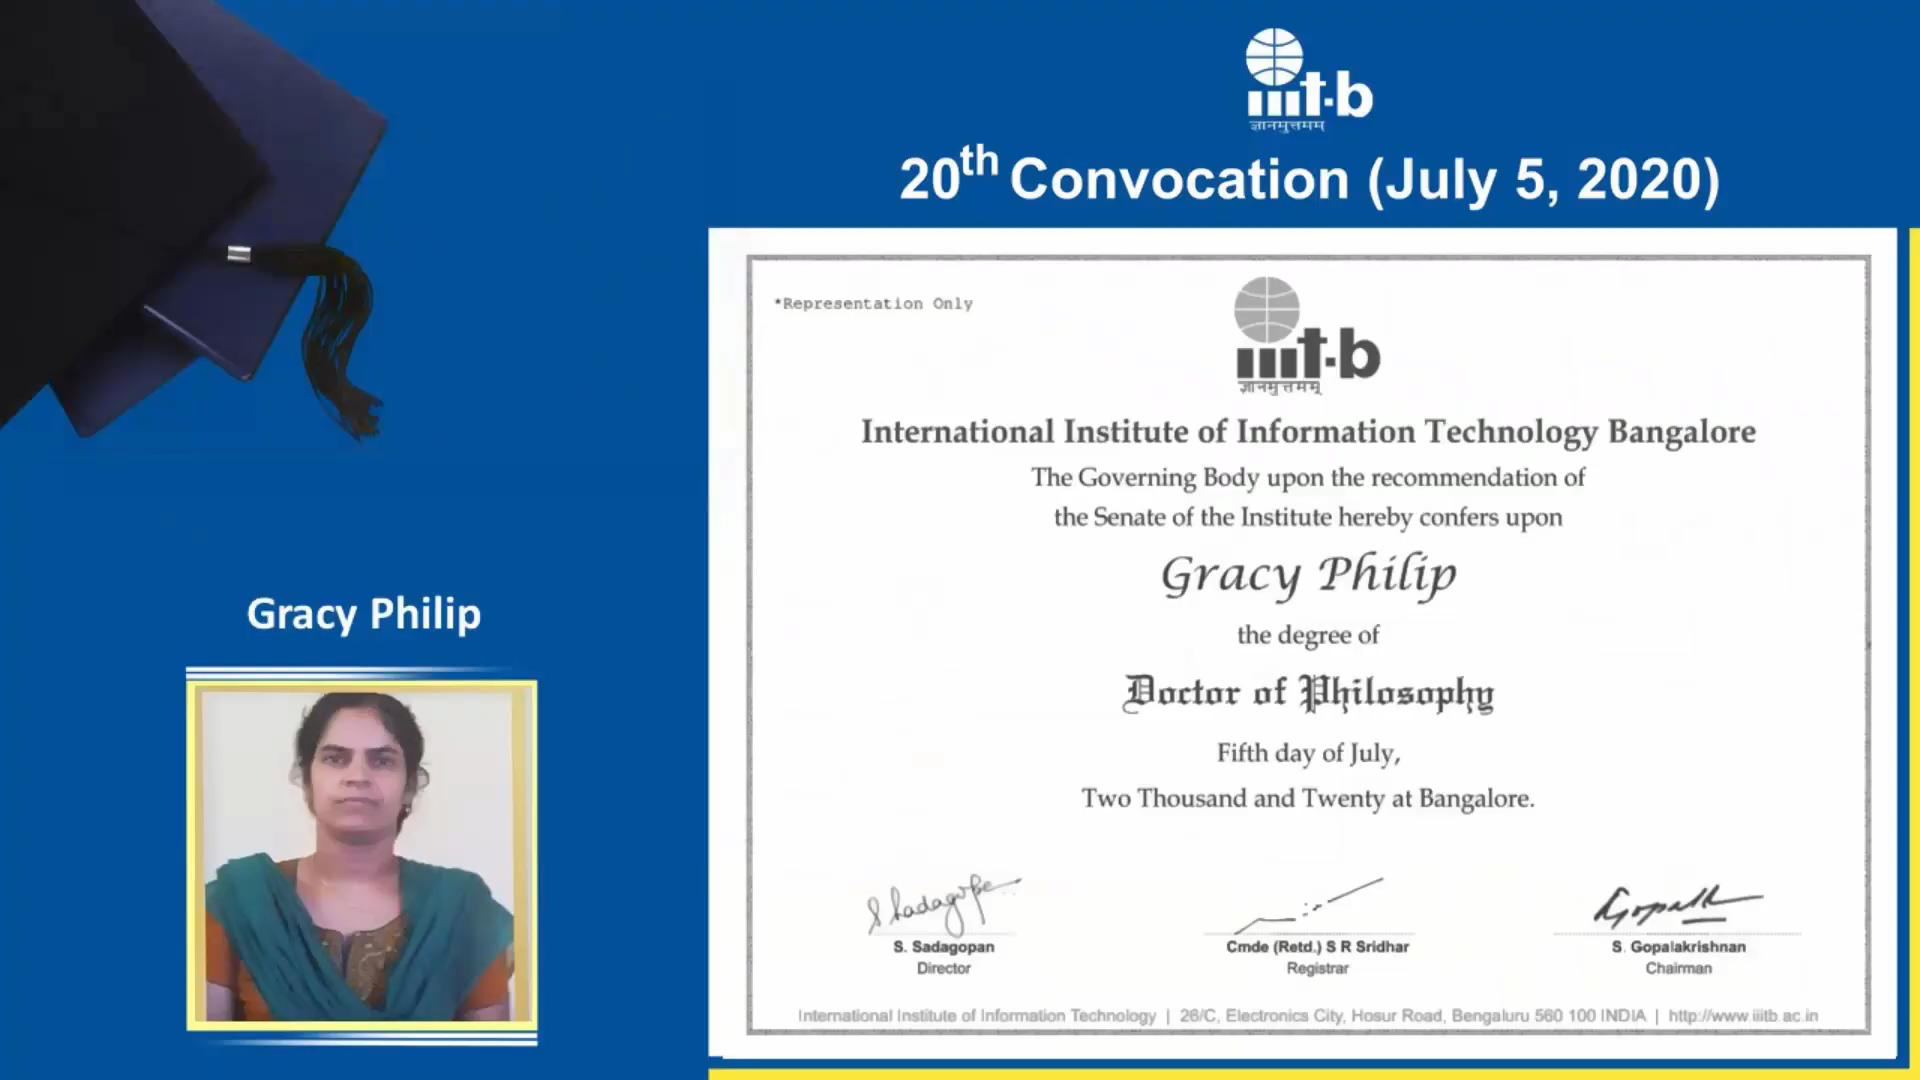 iiit-b
ज्ञानमुत्तमम्
20th Convocation (July 5, 2020)
*Representation Only
iiit-b
ज्ञानमुत्तमम्
International Institute of Information Technology Bangalore
The Governing Body upon the recommendation of
the Senate of the Institute hereby confers upon
Gracy Philip
the degree of
Doctor of Philosophy
Fifth day of July,
Two Thousand and Twenty at Bangalore.
S. Sadagopan
Director
Cmde (Retd.) S R Sridhar
Registrar
S. Gopalakrishnan
Chairman
International Institute of Information Technology | 26/C, Electronics City, Hosur Road, Bengaluru 560 100 INDIA | http://www.iiitb.ac.in
Gracy Philip